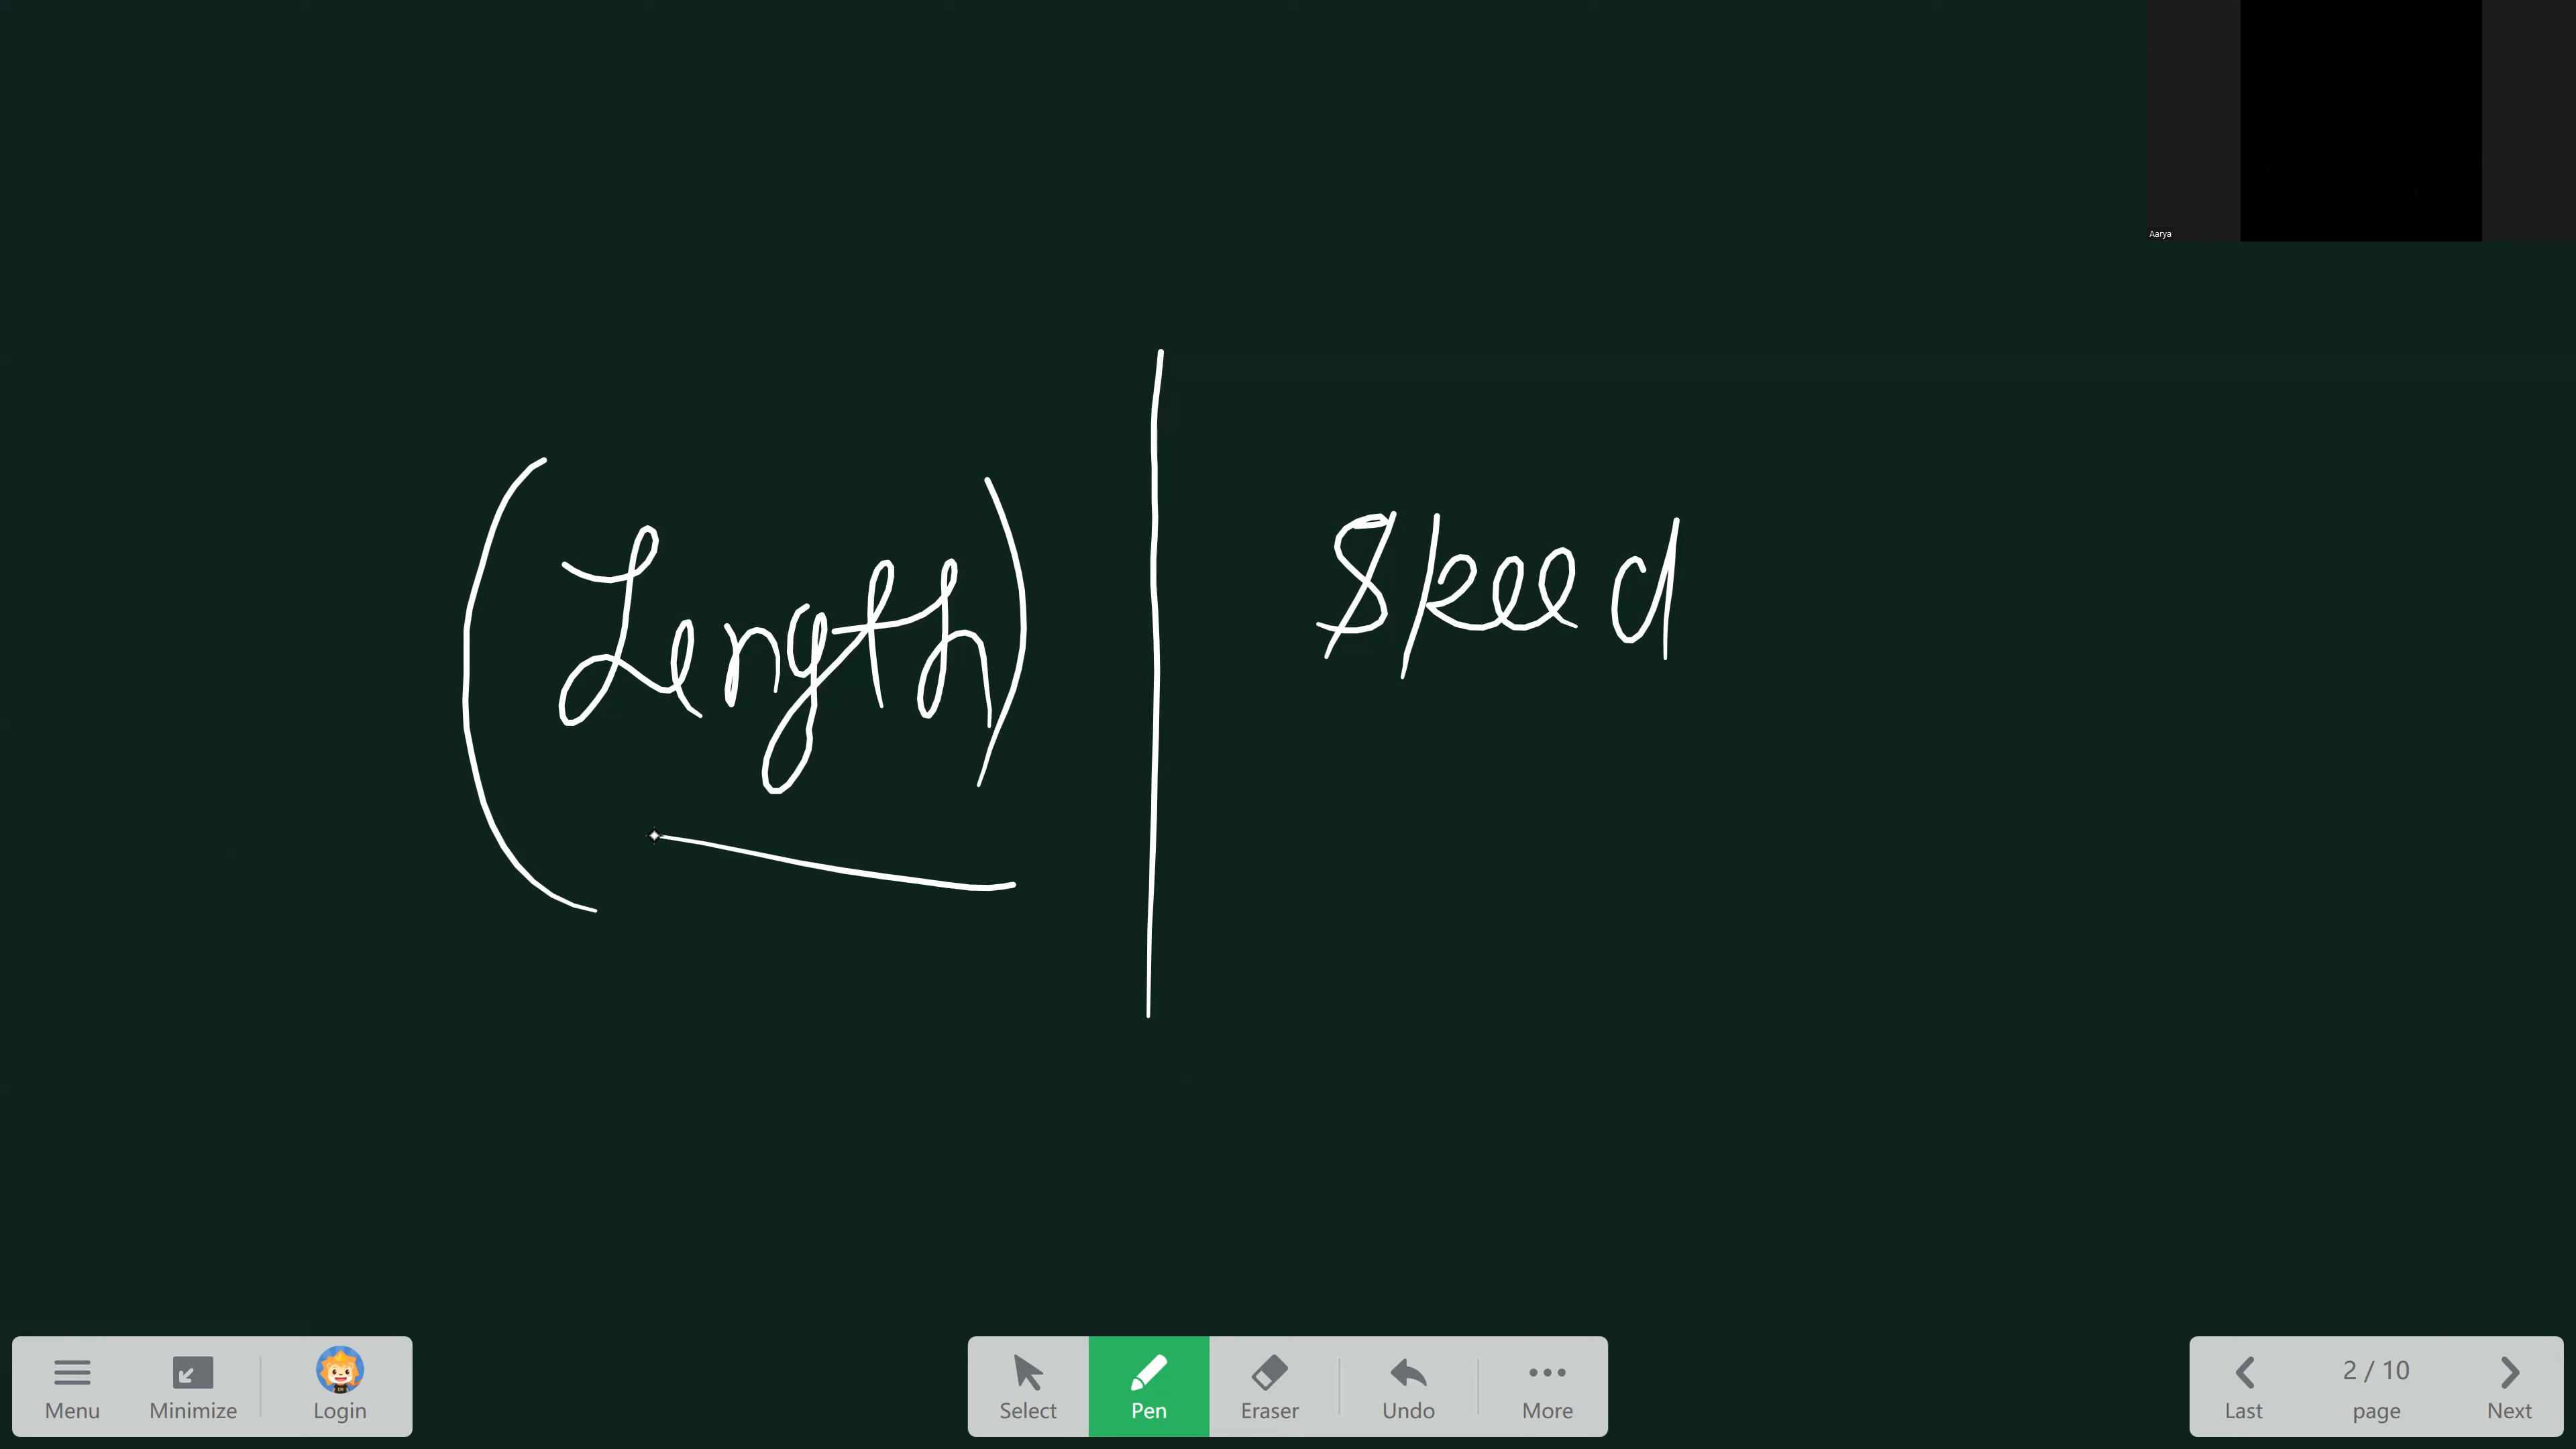 Aarya
(Length) | Speed
Menu Minimize Login Select Pen Eraser Undo More Last 2 / 10 page Next